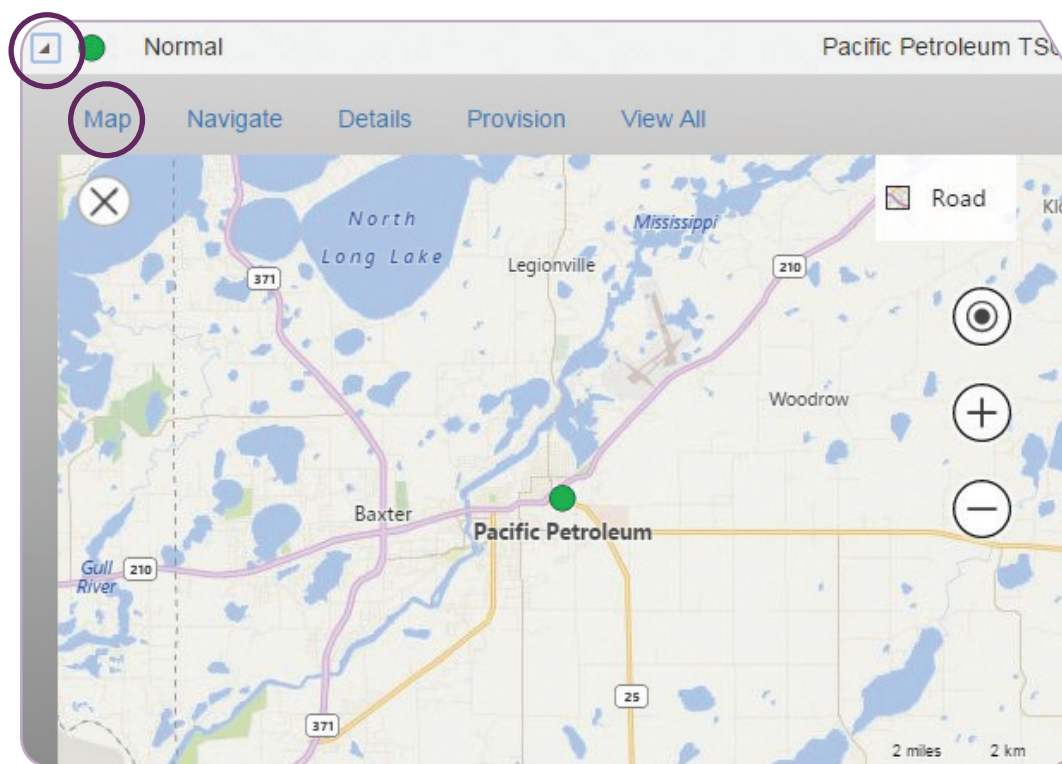 Normal
Pacific Petroleum
Map Navigate Details Provision View All
Road
North
Long Lake
Mississippi
Legionville
371
210
Woodrow
Baxter
Pacific Petroleum
Gull
River
210
25
371
2 miles 2 km